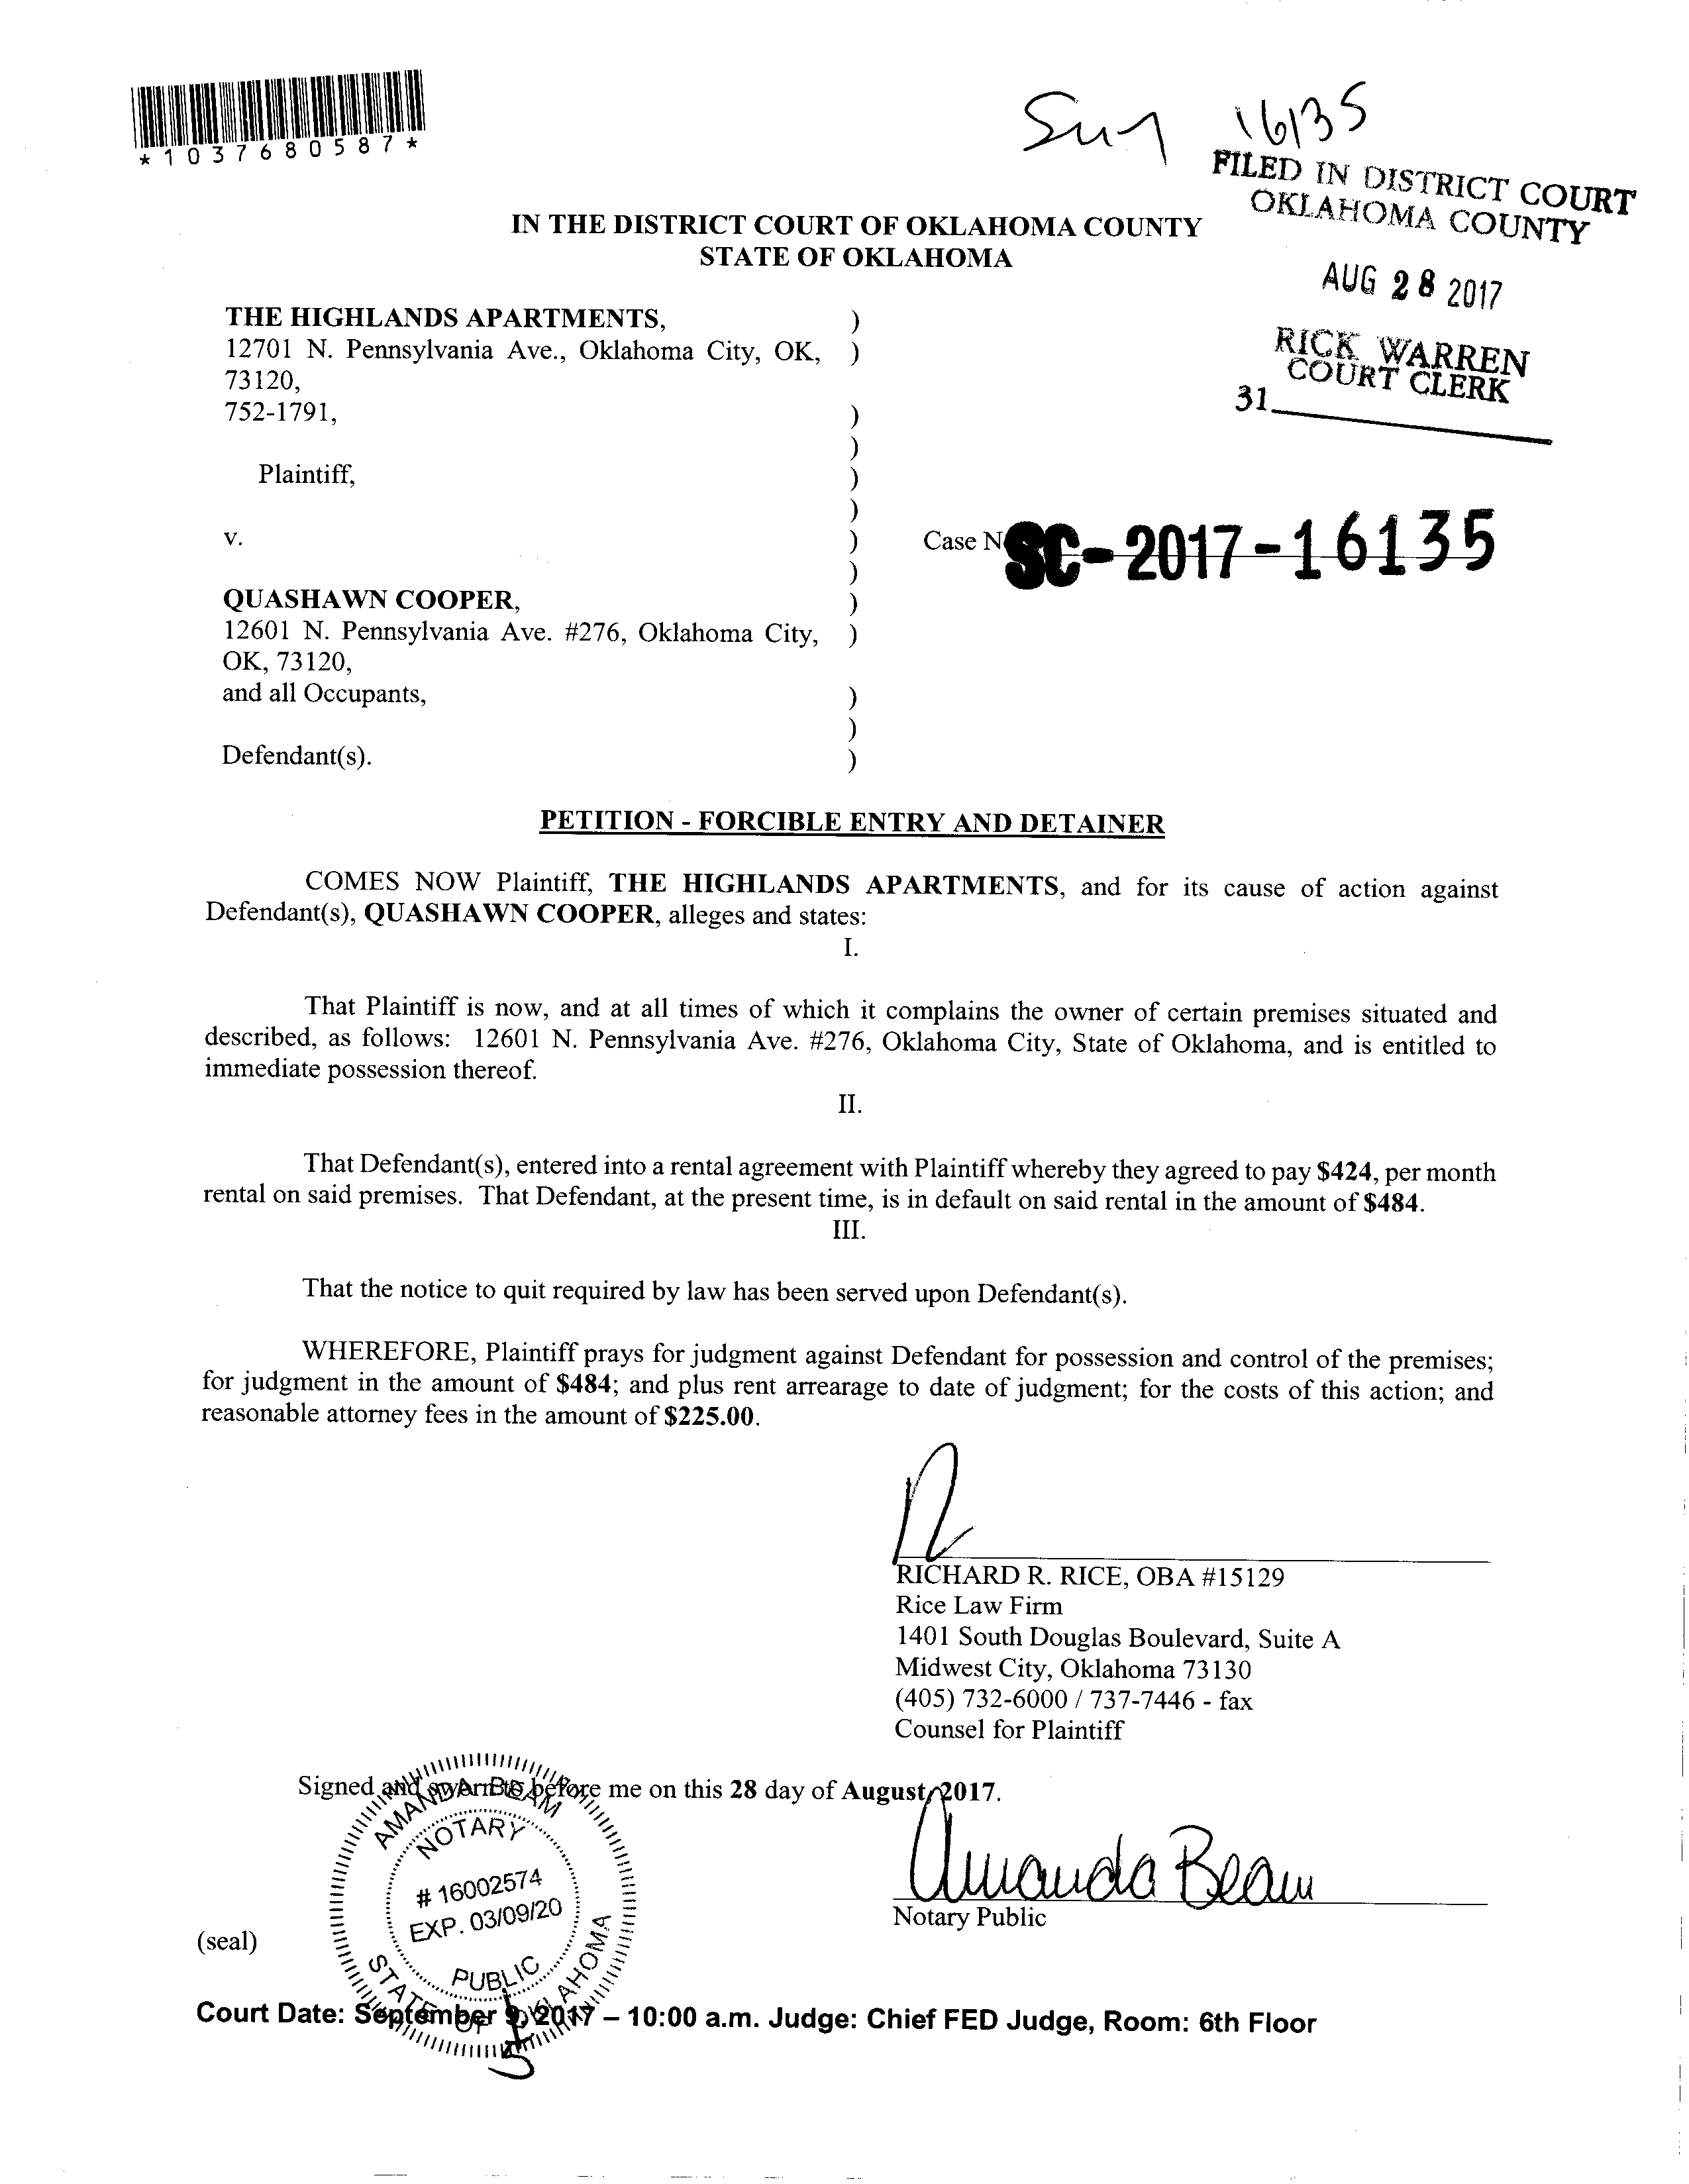 *1037680587*
16135
FILED IN DISTRICT COURT
OKLAHOMA COUNTY
AUG 28 2017
RICK WARREN
COURT CLERK
31
IN THE DISTRICT COURT OF OKLAHOMA COUNTY
STATE OF OKLAHOMA
THE HIGHLANDS APARTMENTS, )
12701 N. Pennsylvania Ave., Oklahoma City, OK, )
73120,
752-1791, )
)
Plaintiff, )
)
v. )
Case N SC-2017-16135
)
QUASHAWN COOPER, )
12601 N. Pennsylvania Ave. #276, Oklahoma City, )
OK, 73120,
and all Occupants, )
)
Defendant(s). )
PETITION - FORCIBLE ENTRY AND DETAINER
COMES NOW Plaintiff, THE HIGHLANDS APARTMENTS, and for its cause of action against
Defendant(s), QUASHAWN COOPER, alleges and states:
I.
That Plaintiff is now, and at all times of which it complains the owner of certain premises situated and
described, as follows: 12601 N. Pennsylvania Ave. #276, Oklahoma City, State of Oklahoma, and is entitled to
immediate possession thereof.
II.
That Defendant(s), entered into a rental agreement with Plaintiff whereby they agreed to pay $424, per month
rental on said premises. That Defendant, at the present time, is in default on said rental in the amount of $484.
III.
That the notice to quit required by law has been served upon Defendant(s).
WHEREFORE, Plaintiff prays for judgment against Defendant for possession and control of the premises;
for judgment in the amount of $484; and plus rent arrearage to date of judgment; for the costs of this action; and
reasonable attorney fees in the amount of $225.00.
RICHARD R. RICE, OBA #15129
Rice Law Firm
1401 South Douglas Boulevard, Suite A
Midwest City, Oklahoma 73130
(405) 732-6000 / 737-7446 - fax
Counsel for Plaintiff
Signed and sworn to before me on this 28 day of August, 2017.
AMANDA BEAM
NOTARY
# 16002574
EXP. 03/09/20
PUBLIC
STATE OF OKLAHOMA
Amanda Beam
Notary Public
(seal)
Court Date: September 9, 2017 – 10:00 a.m. Judge: Chief FED Judge, Room: 6th Floor